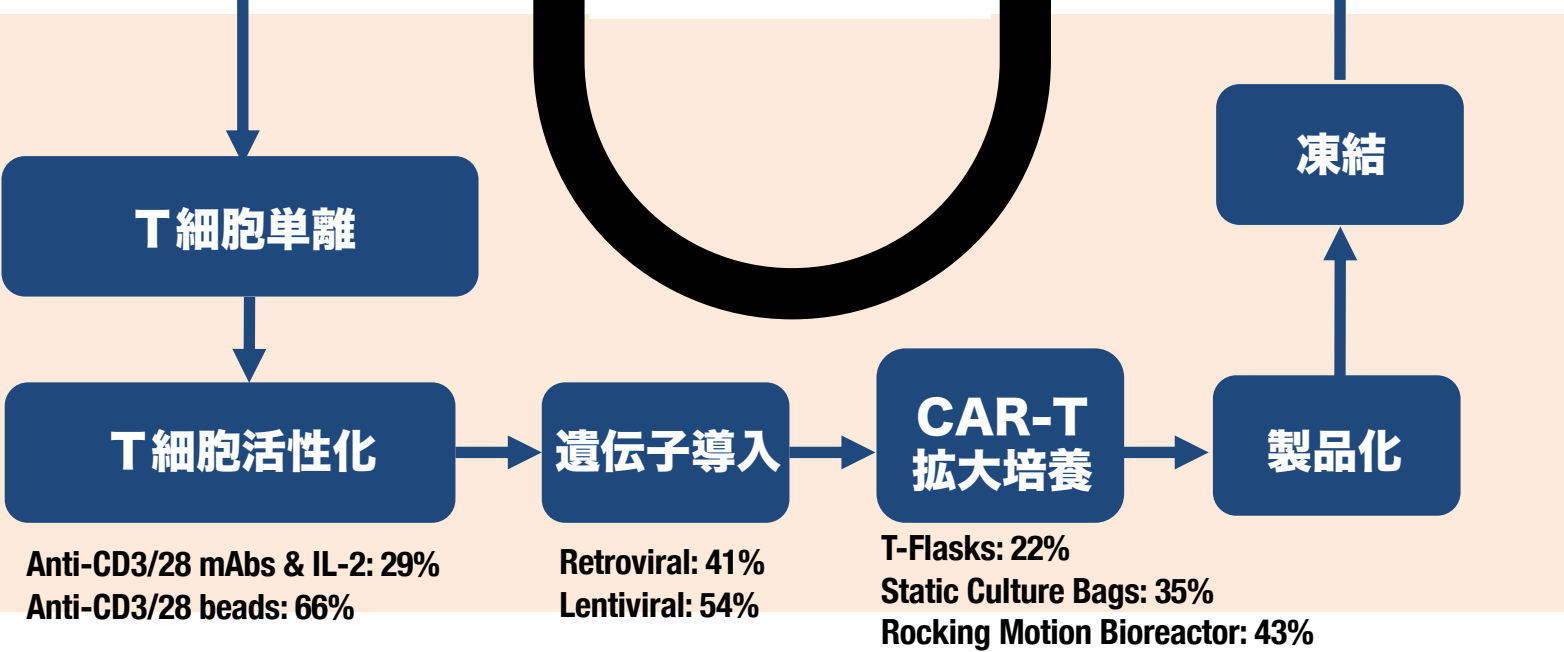 T細胞単離
T細胞活性化
Anti-CD3/28 mAbs & IL-2: 29%
Anti-CD3/28 beads: 66%
遺伝子導入
Retroviral: 41%
Lentiviral: 54%
CAR-T
拡大培養
T-Flasks: 22%
Static Culture Bags: 35%
Rocking Motion Bioreactor: 43%
製品化
凍結